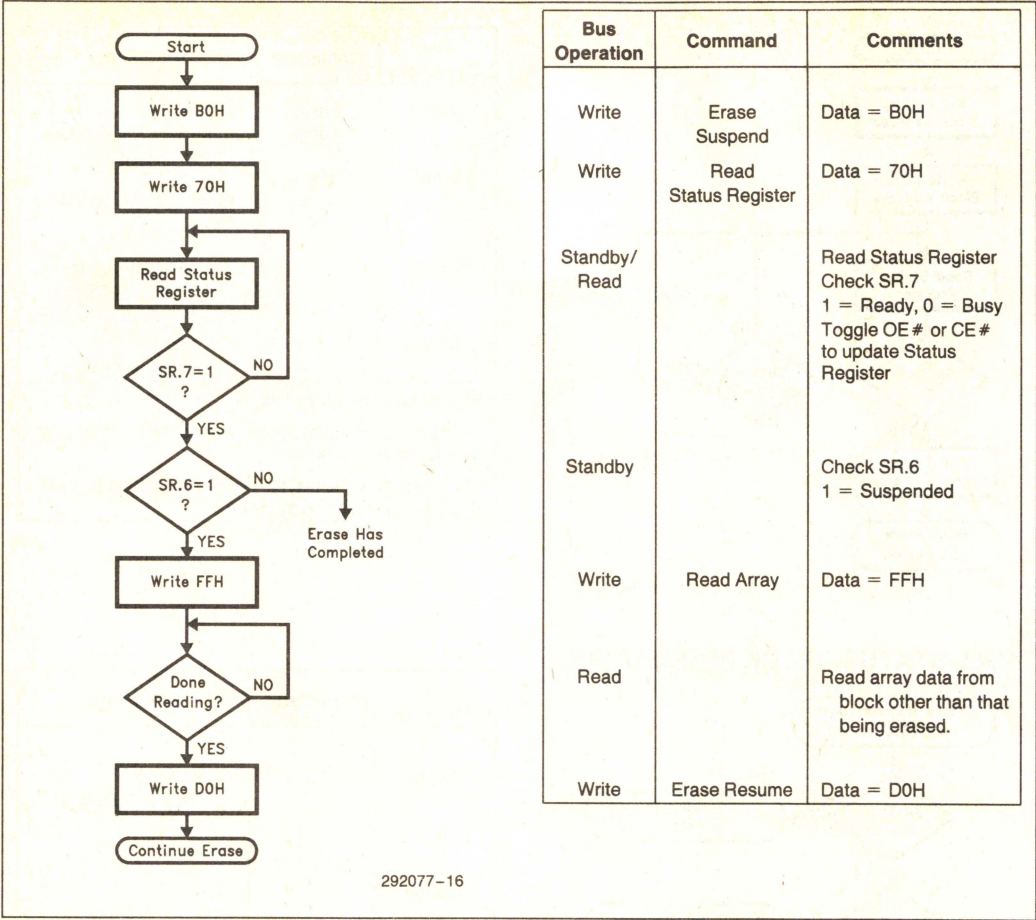 Start
Write B0H
Write 70H
Read Status
Register
SR.7=1
?
NO
YES
SR.6=1
?
NO
Erase Has
Completed
YES
Write FFH
Done
Reading?
NO
YES
Write D0H
Continue Erase
292077-16
Bus
Operation
Command
Comments
Write
Erase
Suspend
Data = B0H
Write
Read
Status Register
Data = 70H
Standby/
Read
Read Status Register
Check SR.7
1 = Ready, 0 = Busy
Toggle OE# or CE#
to update Status
Register
Standby
Check SR.6
1 = Suspended
Write
Read Array
Data = FFH
Read
Read array data from
block other than that
being erased.
Write
Erase Resume
Data = D0H